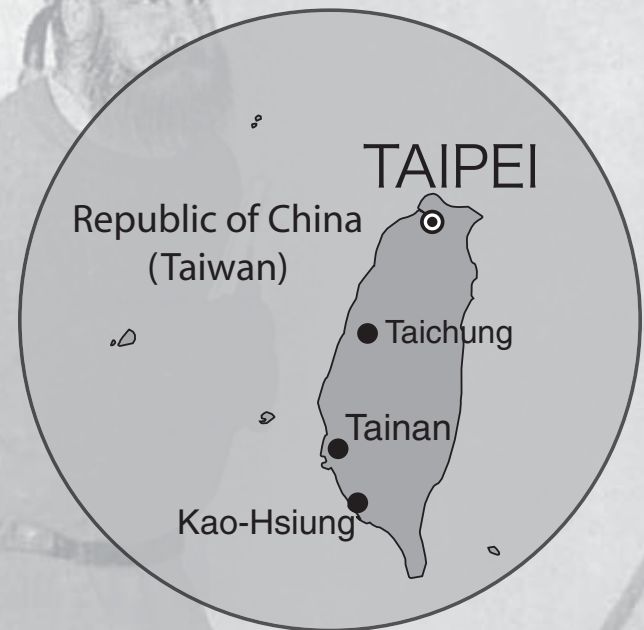 TAIPEI
Republic of China
(Taiwan)
Taichung
Tainan
Kao-Hsiung